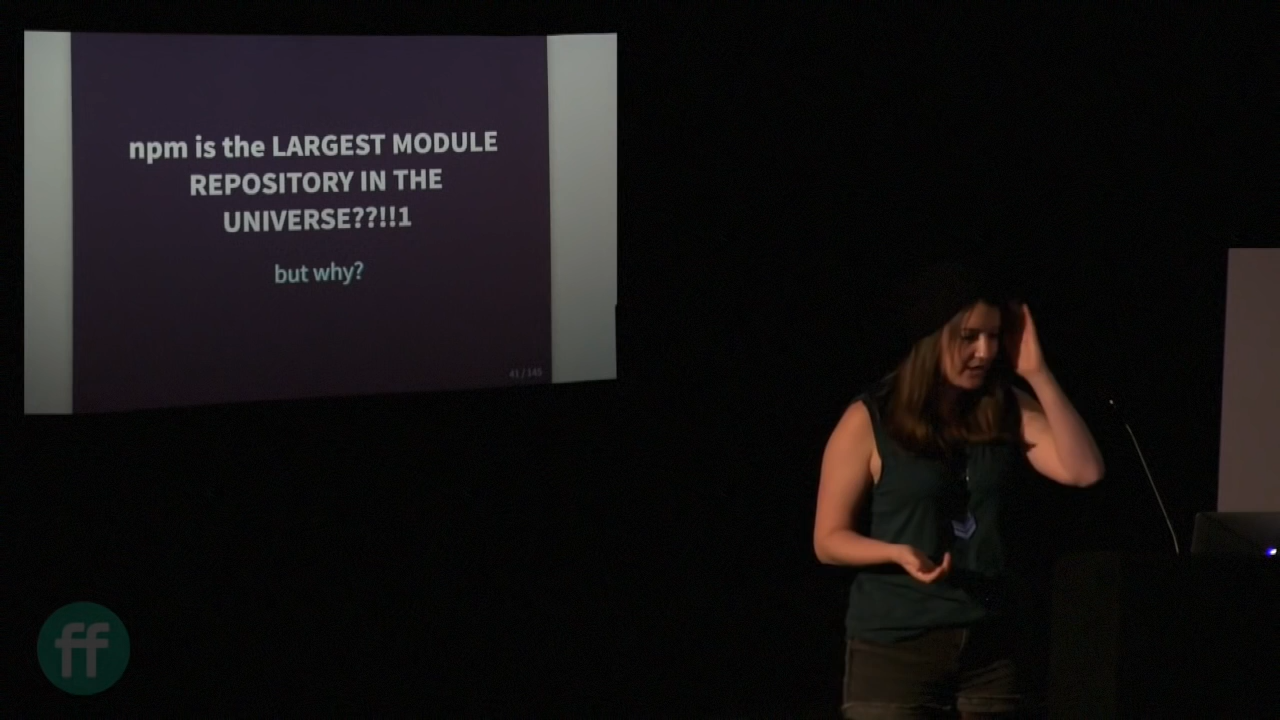 npm is the LARGEST MODULE
REPOSITORY IN THE
UNIVERSE??!!1
but why?
41 / 145
ff